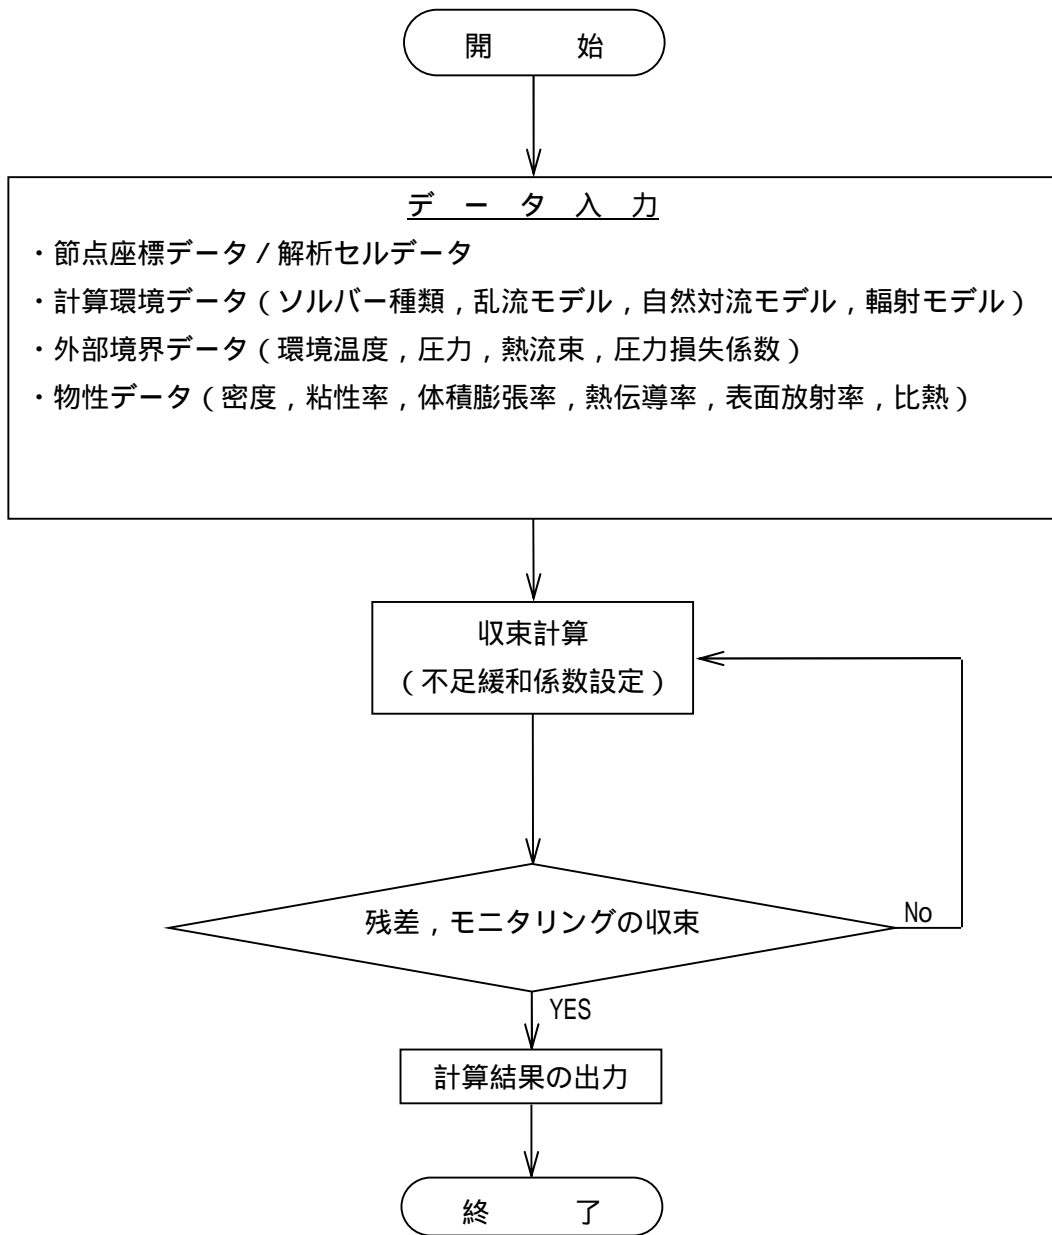 開 始
デ ー タ 入 力
・節点座標データ/解析セルデータ
・計算環境データ(ソルバー種類,乱流モデル,自然対流モデル,輻射モデル)
・外部境界データ(環境温度,圧力,熱流束,圧力損失係数)
・物性データ(密度,粘性率,体積膨張率,熱伝導率,表面放射率,比熱)
収束計算
(不足緩和係数設定)
残差,モニタリングの収束
No
YES
計算結果の出力
終 了